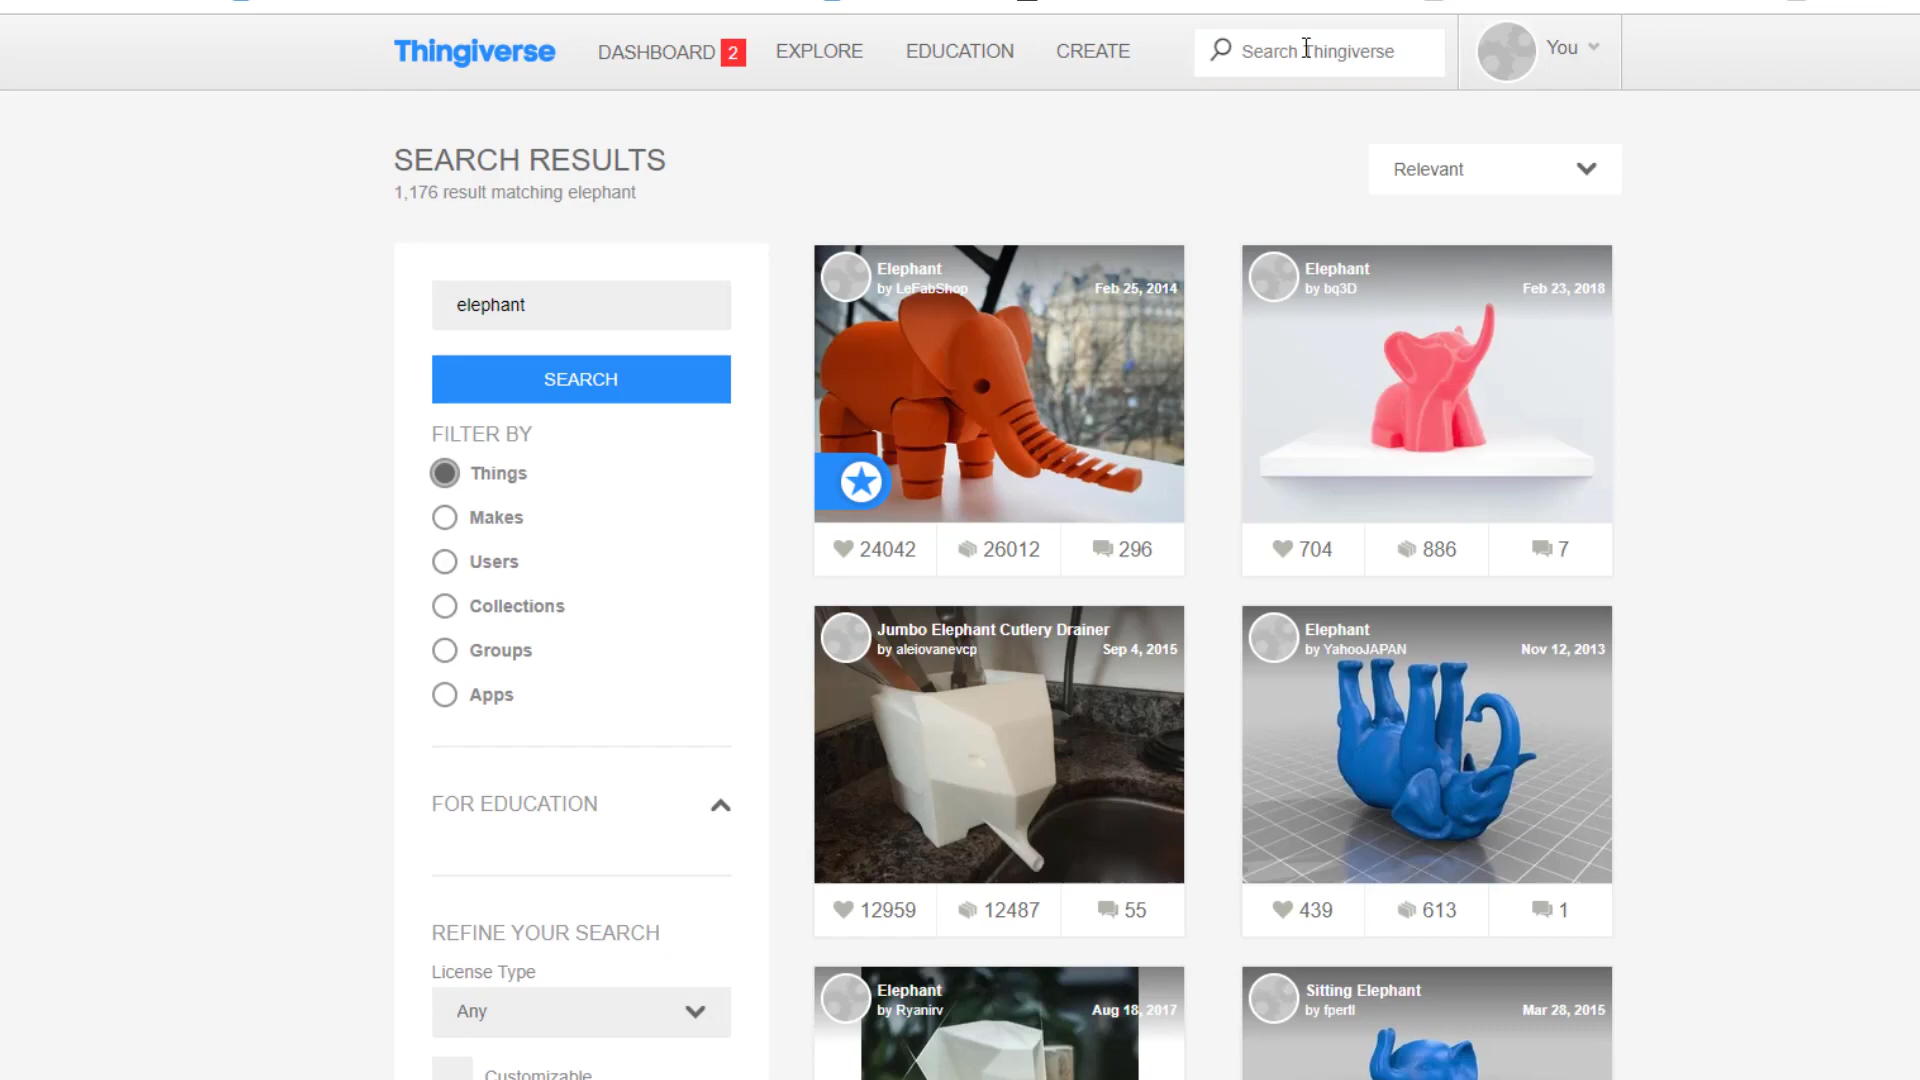 Thingiverse
DASHBOARD 2
EXPLORE
EDUCATION
CREATE
Search Thingiverse
You
SEARCH RESULTS
1,176 result matching elephant
Relevant
elephant
SEARCH
FILTER BY
Things
Makes
Users
Collections
Groups
Apps
FOR EDUCATION
REFINE YOUR SEARCH
License Type
Any
Customizable
Elephant
by LeFabShop
Feb 25, 2014
24042
26012
296
Elephant
by bq3D
Feb 23, 2018
704
886
7
Jumbo Elephant Cutlery Drainer
by aleiovanevcp
Sep 4, 2015
12959
12487
55
Elephant
by YahooJAPAN
Nov 12, 2013
439
613
1
Elephant
by Ryanirv
Aug 18, 2017
Sitting Elephant
by fperll
Mar 28, 2015